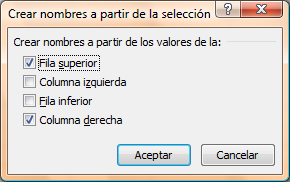 Crear nombres a partir de la selección
Crear nombres a partir de los valores de la:
Fila superior
Columna izquierda
Fila inferior
Columna derecha
Aceptar
Cancelar